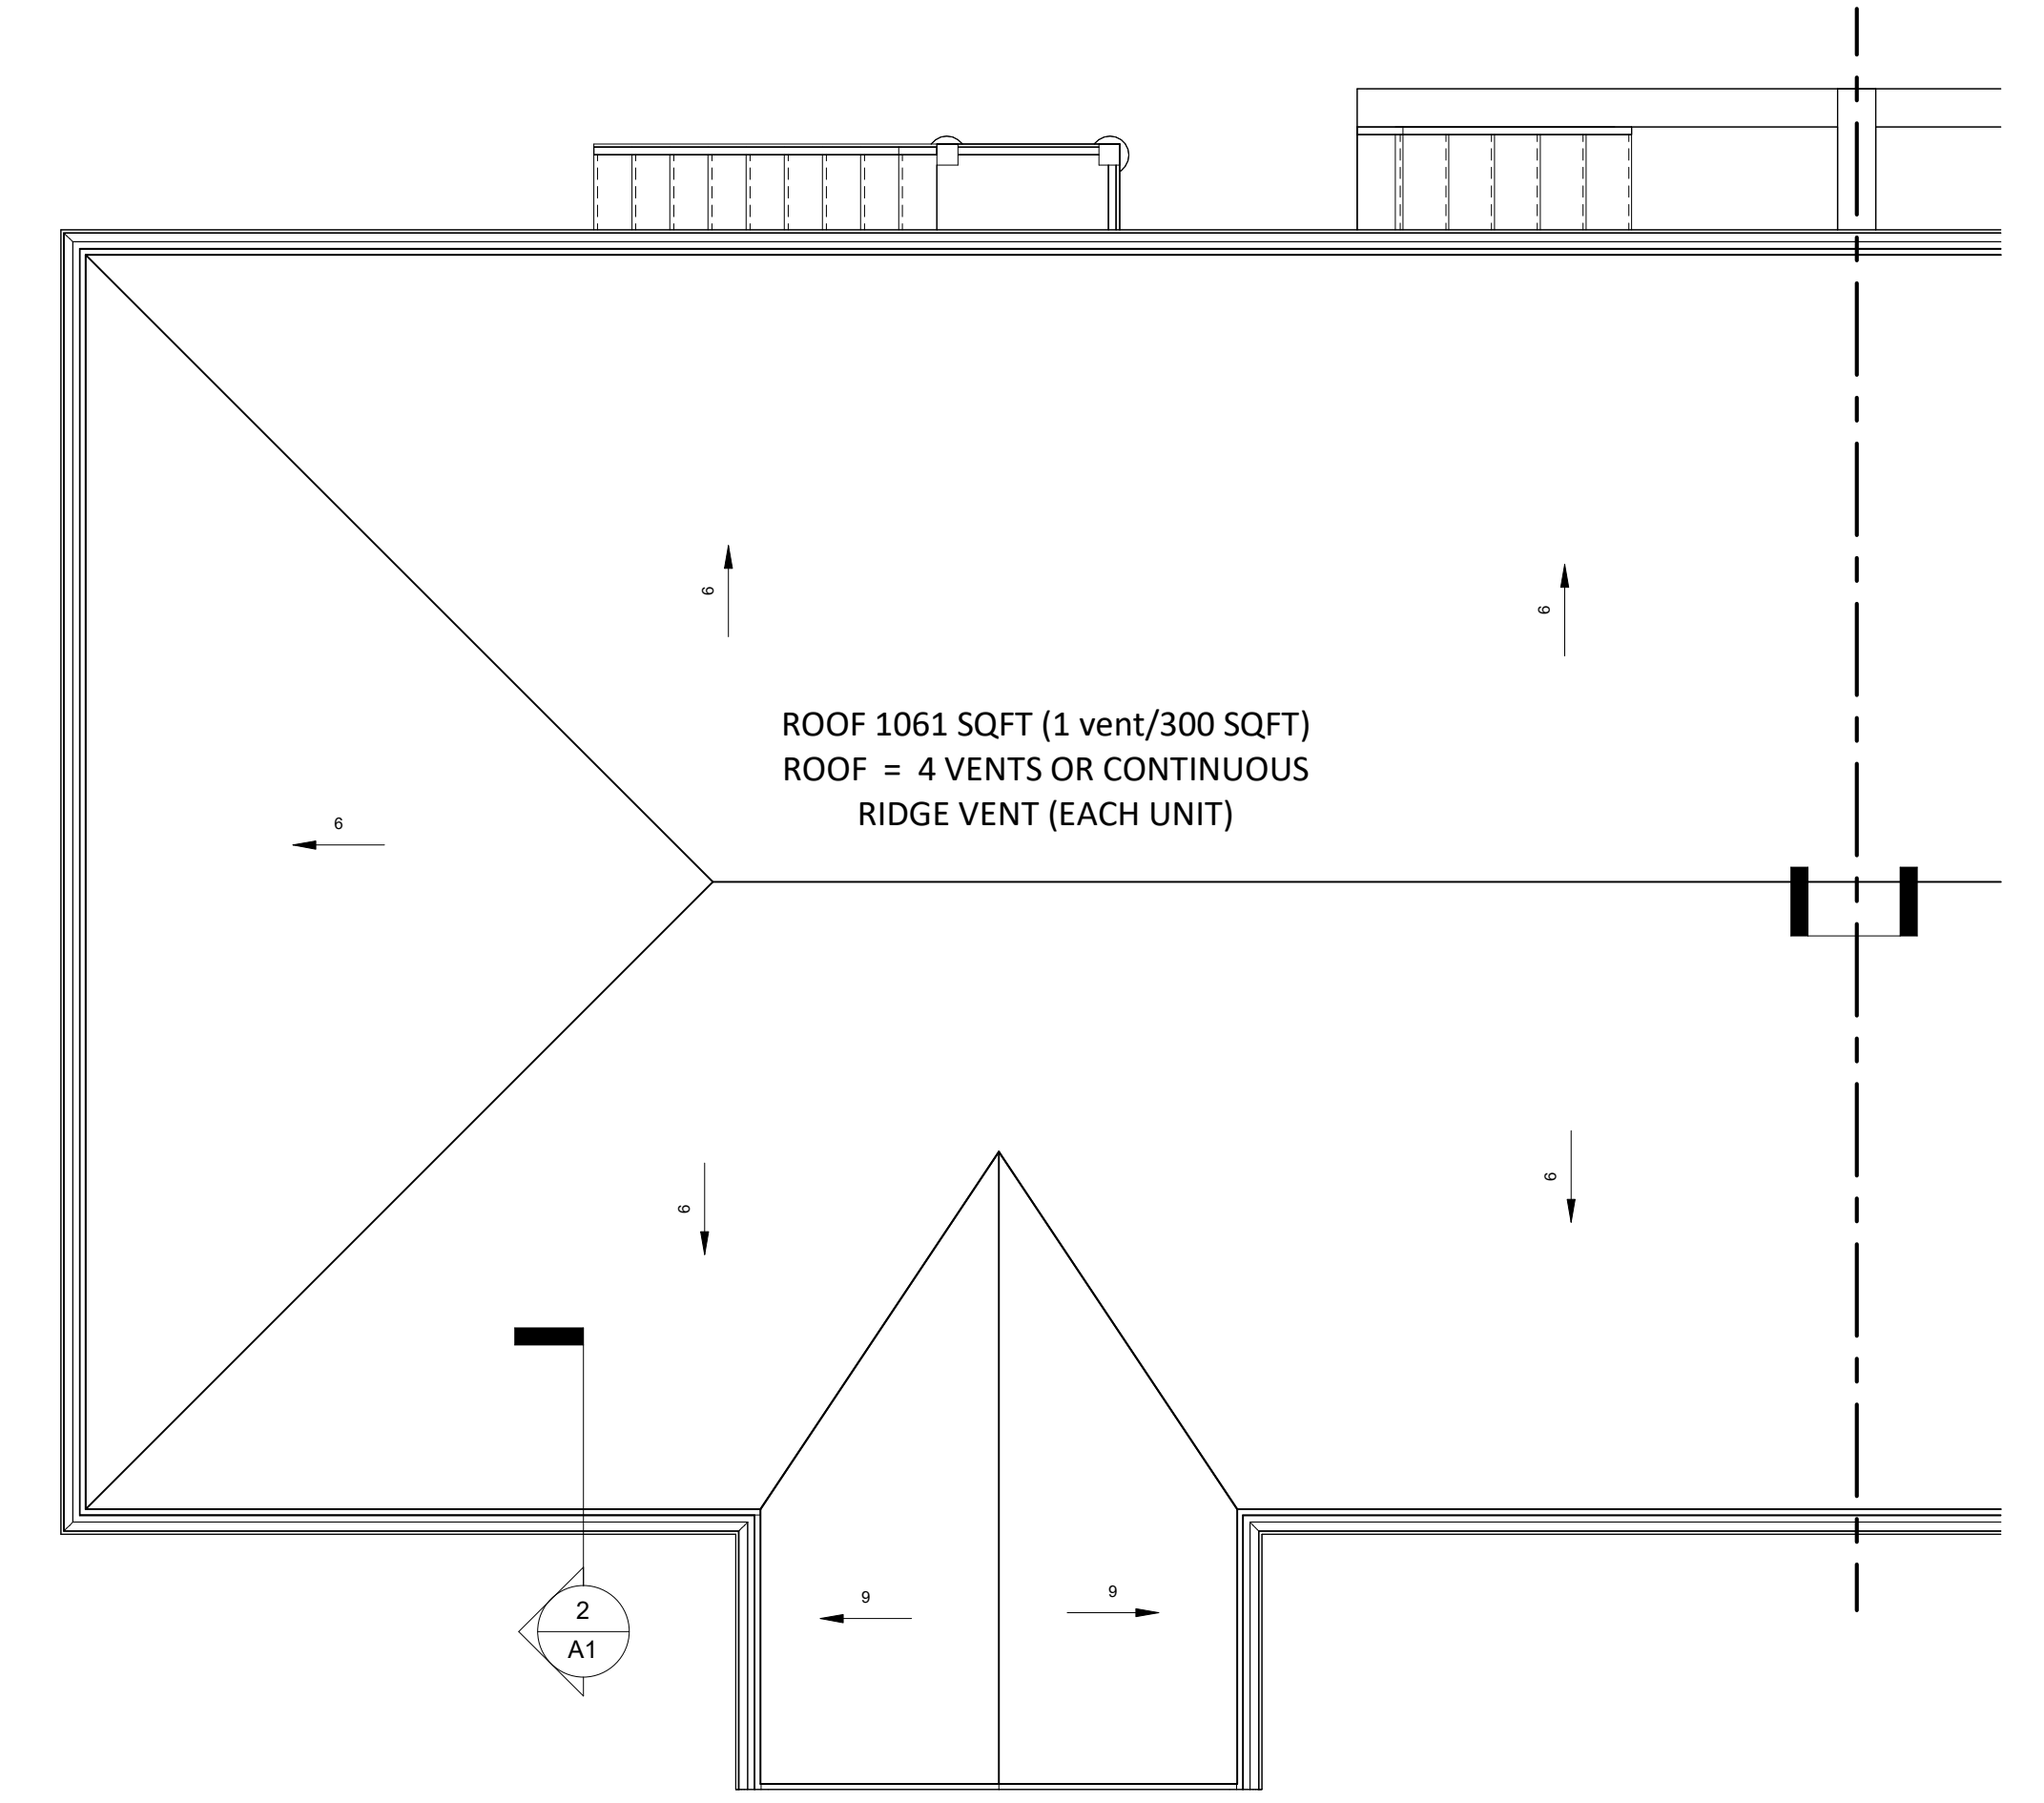 6
6
ROOF 1061 SQFT (1 vent/300 SQFT)
ROOF = 4 VENTS OR CONTINUOUS
RIDGE VENT (EACH UNIT)
6
6
6
9
9
2
A1